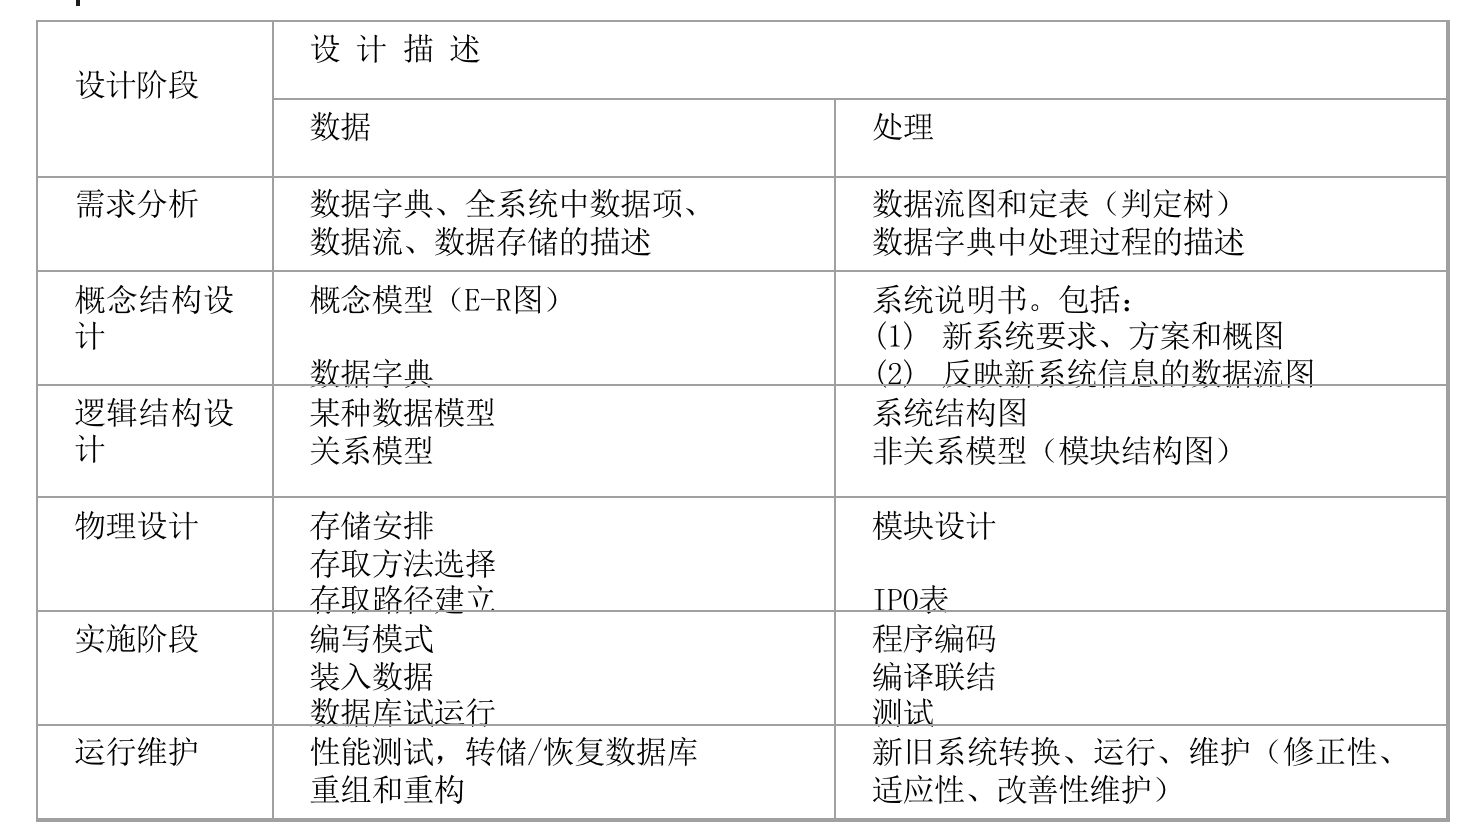 设 计 描 述
设计阶段
数据
处理
需求分析
数据字典、全系统中数据项、
数据流、数据存储的描述
数据流图和定表（判定树）
数据字典中处理过程的描述
概念结构设
计
概念模型（E-R图）
数据字典
系统说明书。包括:
(1) 新系统要求、方案和概图
(2) 反映新系统信息的数据流图
逻辑结构设
计
某种数据模型
关系模型
系统结构图
非关系模型（模块结构图）
物理设计
存储安排
存取方法选择
存取路径建立
模块设计
IPO表
实施阶段
编写模式
装入数据
数据库试运行
程序编码
编译联结
测试
运行维护
性能测试，转储/恢复数据库
重组和重构
新旧系统转换、运行、维护（修正性、
适应性、改善性维护）